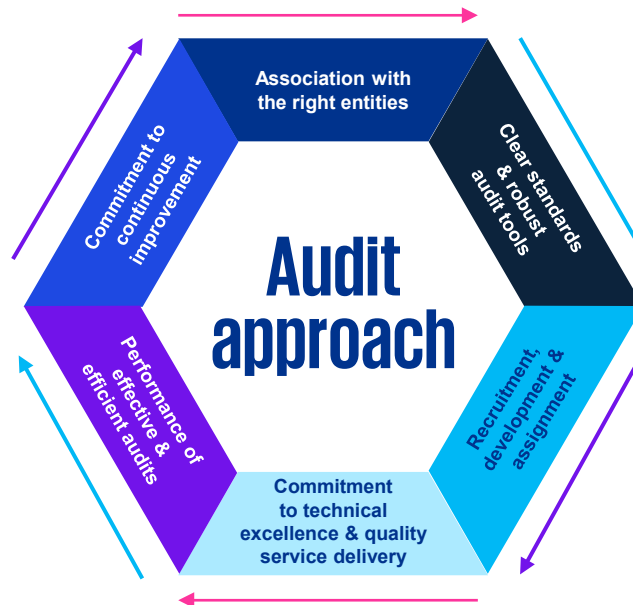 Association with
the right entities
Clear standards
& robust
audit tools
Recruitment,
development &
assignment
Commitment
to technical
excellence & quality
service delivery
Performance of
effective &
efficient audits
Commitment to
continuous
improvement
Audit
approach